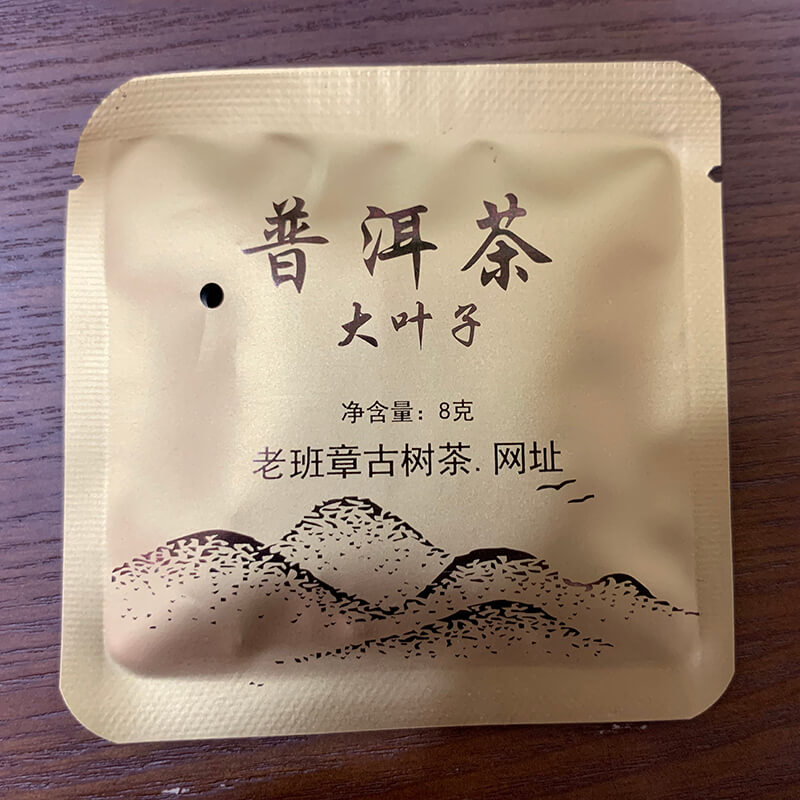 普洱茶
大叶子
净含量：8克
老班章古树茶.网址